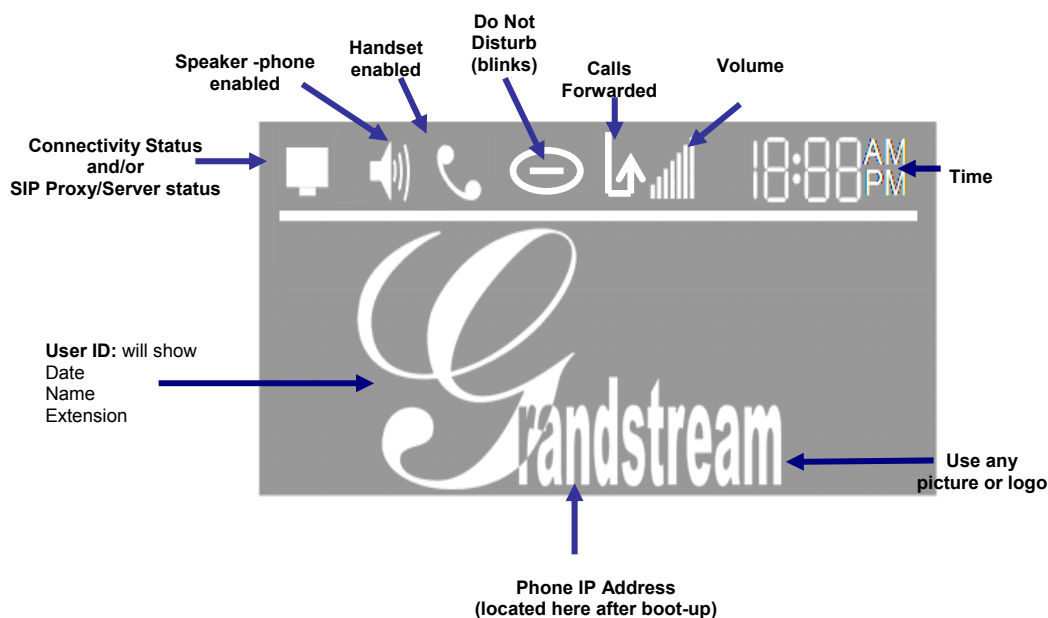 Do Not
Disturb
(blinks)
Handset
enabled
Speaker -phone
enabled
Calls
Forwarded
Volume
Connectivity Status
and/or
SIP Proxy/Server status
18:88 AM
PM
Time
User ID: will show
Date
Name
Extension
Grandstream
Use any
picture or logo
Phone IP Address
(located here after boot-up)